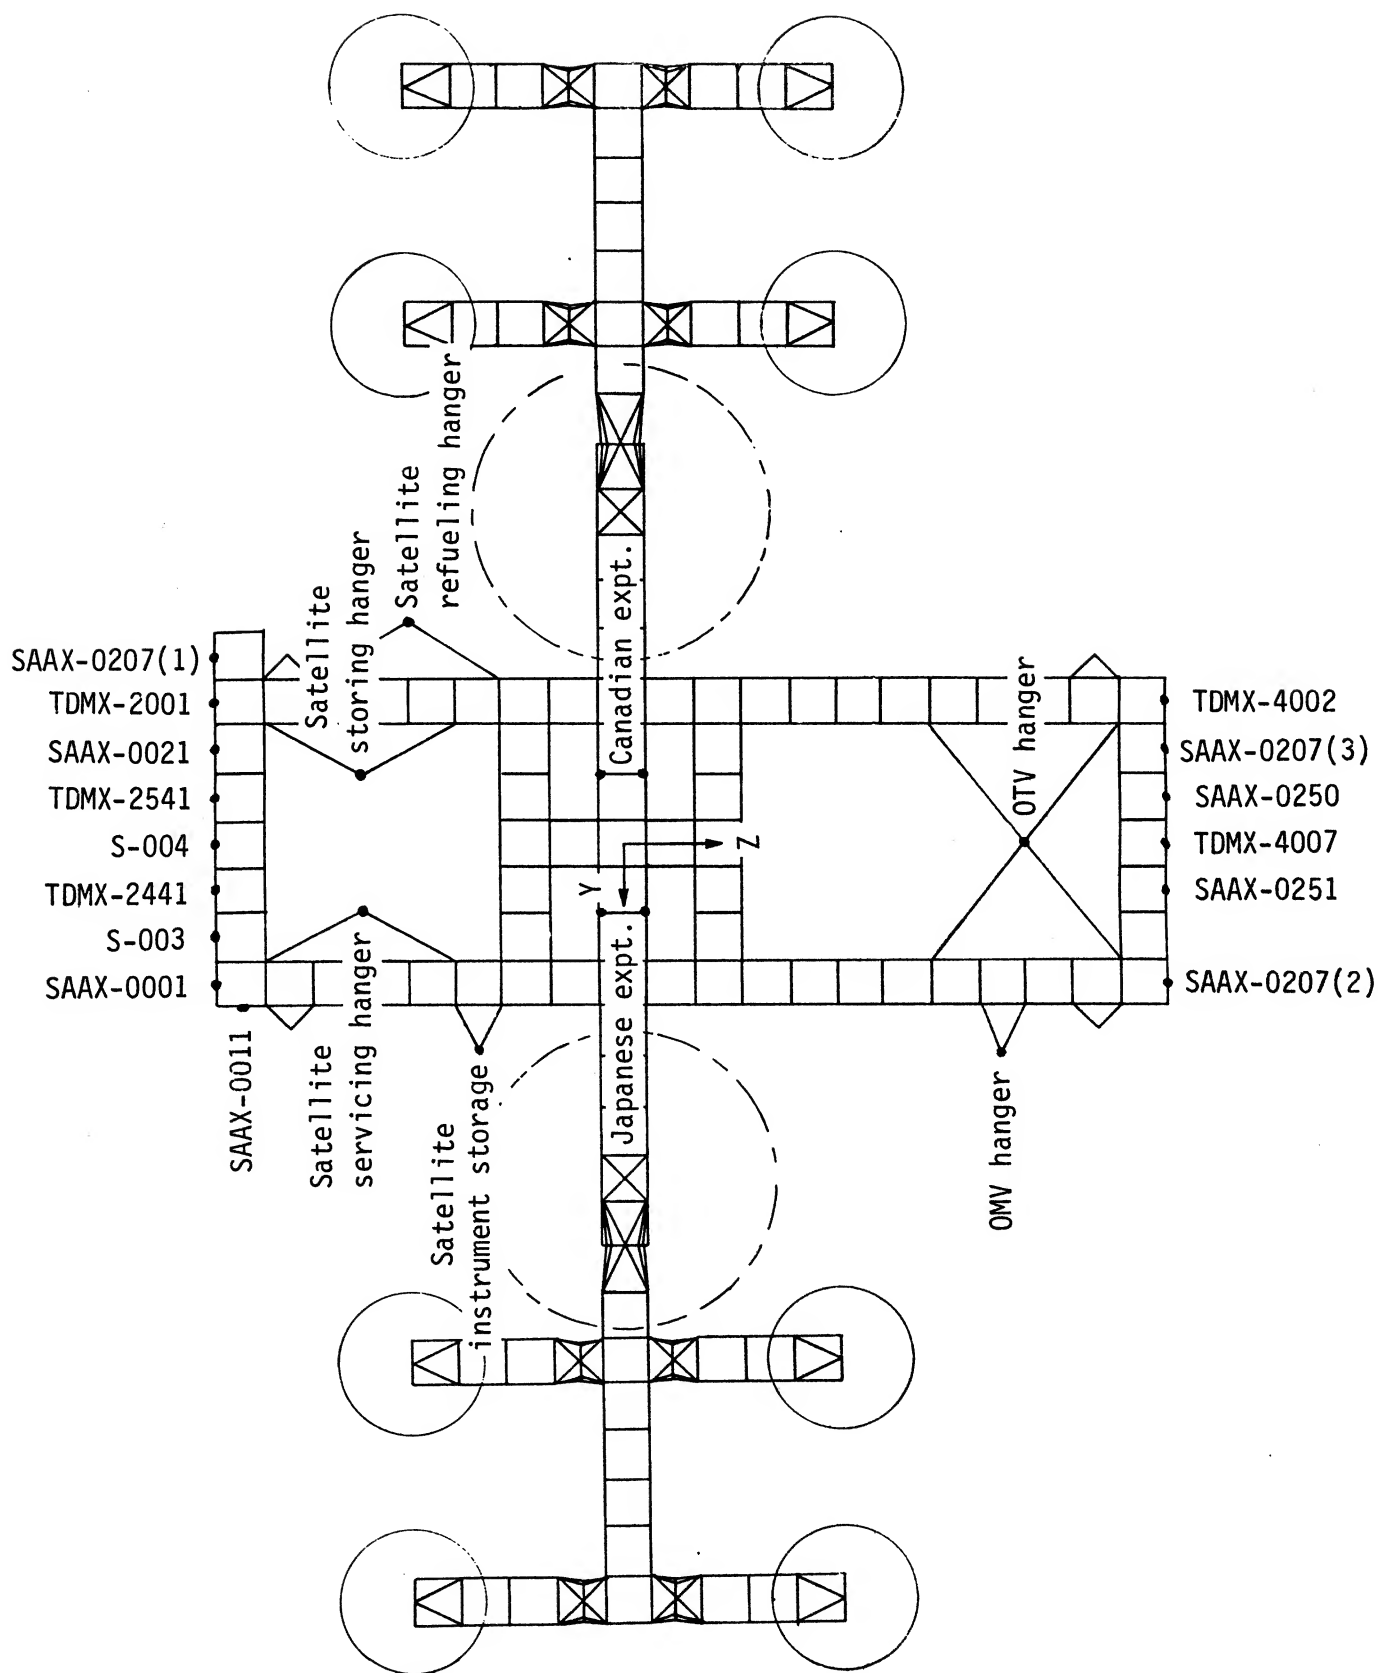 Satellite
refueling hanger
Satellite
storing hanger
Canadian expt.
SAAX-0207(1)
TDMX-2001
SAAX-0021
TDMX-2541
S-004
TDMX-2441
S-003
SAAX-0001
SAAX-0011
OTV hanger
TDMX-4002
SAAX-0207(3)
SAAX-0250
TDMX-4007
SAAX-0251
SAAX-0207(2)
Y
Z
Japanese expt.
Satellite
servicing hanger
Satellite
instrument storage
OMV hanger